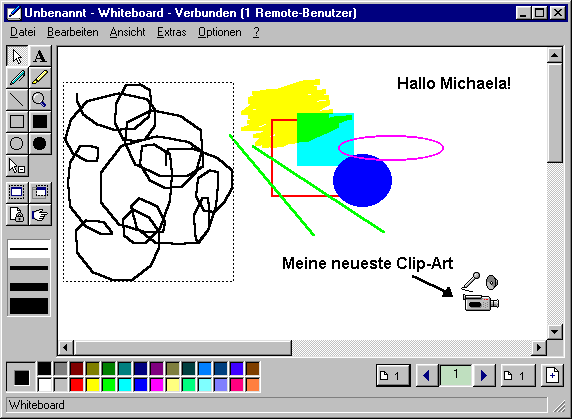 Unbenannt - Whiteboard - Verbunden (1 Remote-Benutzer)
Datei Bearbeiten Ansicht Extras Optionen ?
A
Hallo Michaela!
Meine neueste Clip-Art
1 1 1
Whiteboard